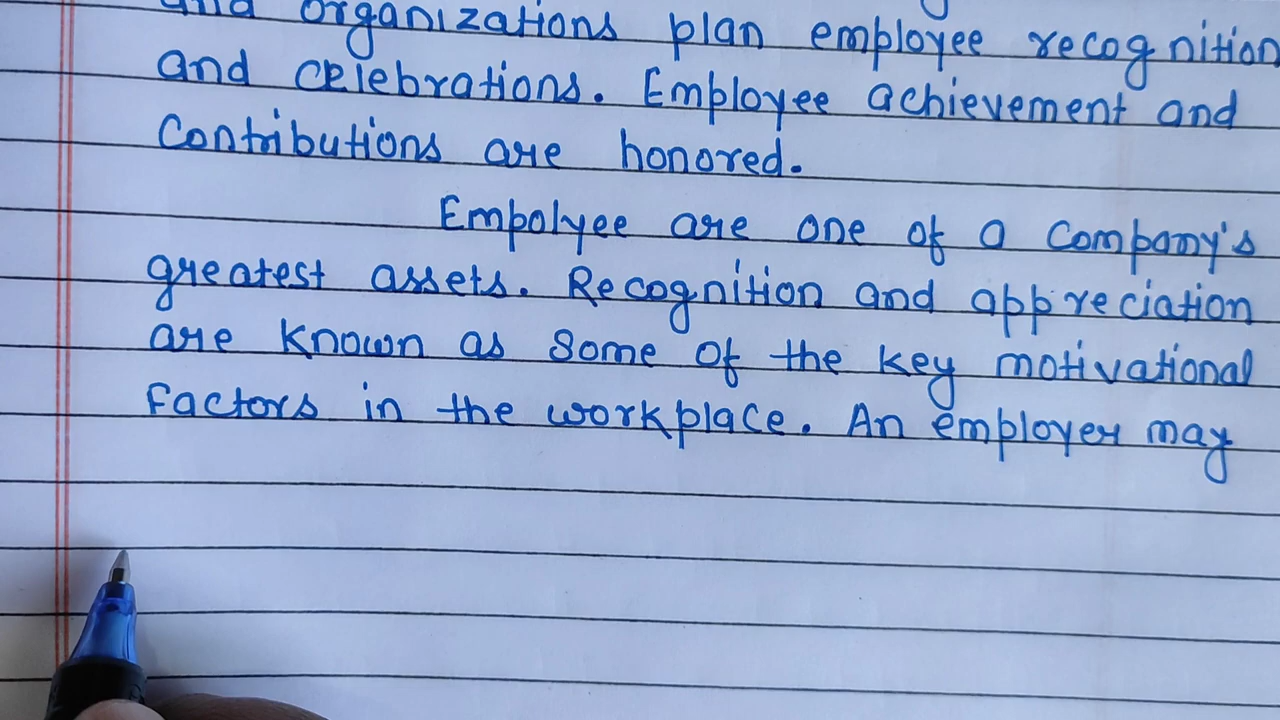 and organizations plan employee recognition
and celebrations. Employee achievement and
Contributions are honored.
Empolyee are one of a Company's
greatest assets. Recognition and appreciation
are known as some of the key motivational
Factors in the workplace. An employer may